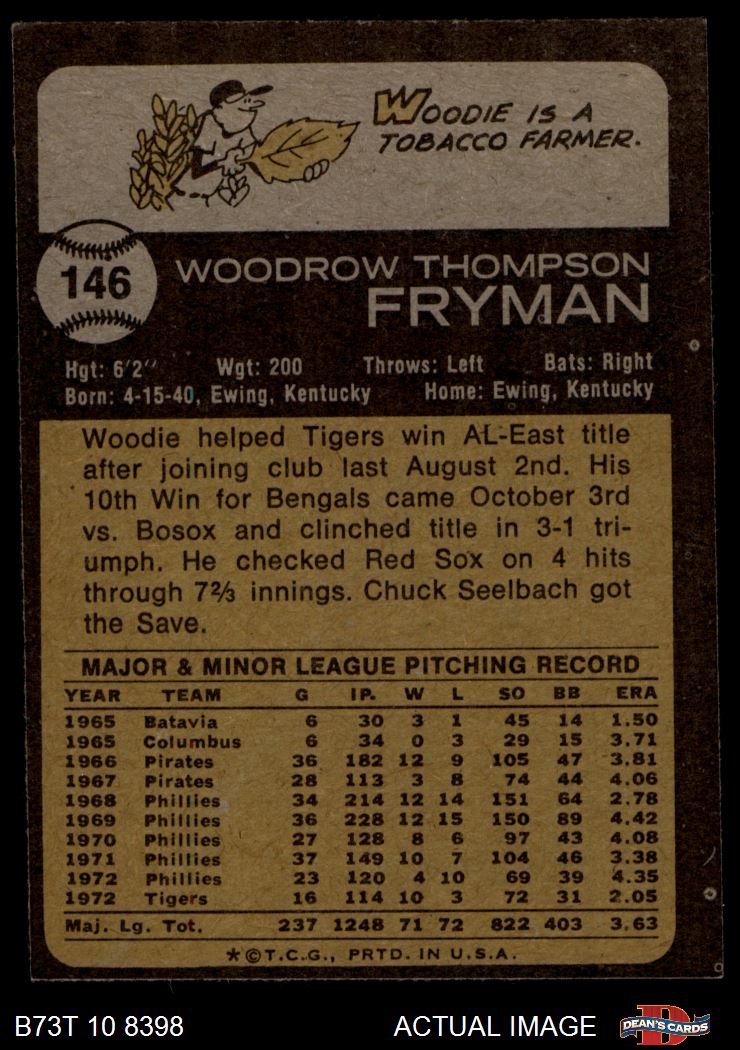 WOODIE IS A
TOBACCO FARMER.
146
WOODROW THOMPSON
FRYMAN
Hgt: 6'2" Wgt: 200 Throws: Left Bats: Right
Born: 4-15-40, Ewing, Kentucky Home: Ewing, Kentucky
Woodie helped Tigers win AL-East title
after joining club last August 2nd. His
10th Win for Bengals came October 3rd
vs. Bosox and clinched title in 3-1 tri-
umph. He checked Red Sox on 4 hits
through 7⅔ innings. Chuck Seelbach got
the Save.
MAJOR & MINOR LEAGUE PITCHING RECORD
YEAR TEAM G IP. W L SO BB ERA
1965 Batavia 6 30 3 1 45 14 1.50
1965 Columbus 6 34 0 3 29 15 3.71
1966 Pirates 36 182 12 9 105 47 3.81
1967 Pirates 28 113 3 8 74 44 4.06
1968 Phillies 34 214 12 14 151 64 2.78
1969 Phillies 36 228 12 15 150 89 4.42
1970 Phillies 27 128 8 6 97 43 4.08
1971 Phillies 37 149 10 7 104 46 3.38
1972 Phillies 23 120 4 10 69 39 4.35
1972 Tigers 16 114 10 3 72 31 2.05
Maj. Lg. Tot. 237 1248 71 72 822 403 3.63
*©T.C.G., PRTD. IN U.S.A.
B73T 10 8398 ACTUAL IMAGE D DEAN'S CARDS